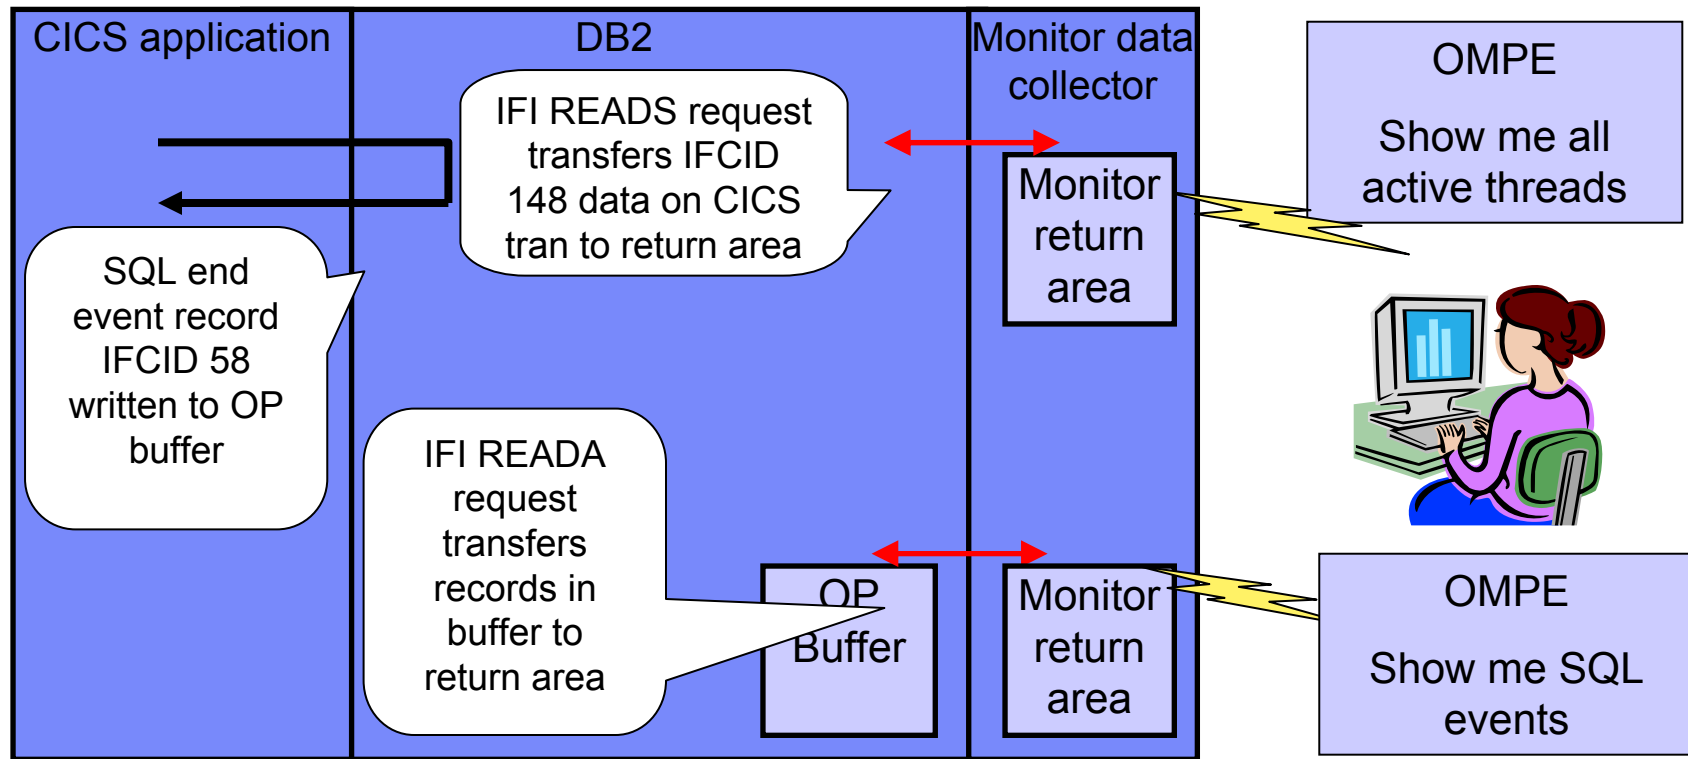 CICS application
DB2
Monitor data
collector
OMPE
Show me all
active threads
IFI READS request
transfers IFCID
148 data on CICS
tran to return area
Monitor
return
area
SQL end
event record
IFCID 58
written to OP
buffer
IFI READA
request
transfers
records in
buffer to
return area
OP
Buffer
Monitor
return
area
OMPE
Show me SQL
events